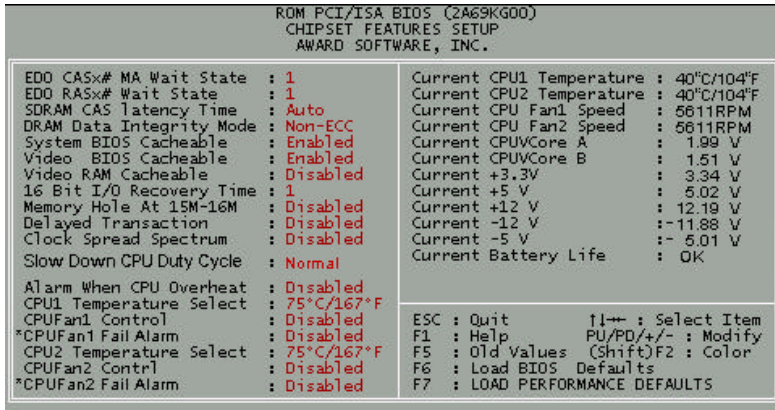 ROM PCI/ISA BIOS (2A69KG00)
CHIPSET FEATURES SETUP
AWARD SOFTWARE, INC.
EDO CASx# MA Wait State : 1
EDO RASx# Wait State : 1
SDRAM CAS latency Time : Auto
DRAM Data Integrity Mode : Non-ECC
System BIOS Cacheable : Enabled
Video BIOS Cacheable : Enabled
Video RAM Cacheable : Disabled
16 Bit I/O Recovery Time : 1
Memory Hole At 15M-16M : Disabled
Delayed Transaction : Disabled
Clock Spread Spectrum : Disabled
Slow Down CPU Duty Cycle : Normal
Alarm When CPU Overheat : Disabled
CPU1 Temperature Select : 75°C/167°F
CPUFan1 Control : Disabled
*CPUFan1 Fail Alarm : Disabled
CPU2 Temperature Select : 75°C/167°F
CPUFan2 Contrl : Disabled
*CPUFan2 Fail Alarm : Disabled
Current CPU1 Temperature : 40°C/104°F
Current CPU2 Temperature : 40°C/104°F
Current CPU Fan1 Speed : 5611RPM
Current CPU Fan2 Speed : 5611RPM
Current CPUVCore A : 1.99 V
Current CPUVCore B : 1.51 V
Current +3.3V : 3.34 V
Current +5 V : 5.02 V
Current +12 V : 12.19 V
Current -12 V :-11.88 V
Current -5 V :- 5.01 V
Current Battery Life : OK
ESC : Quit ↑↓→← : Select Item
F1 : Help PU/PD/+/- : Modify
F5 : Old Values (Shift)F2 : Color
F6 : Load BIOS Defaults
F7 : LOAD PERFORMANCE DEFAULTS